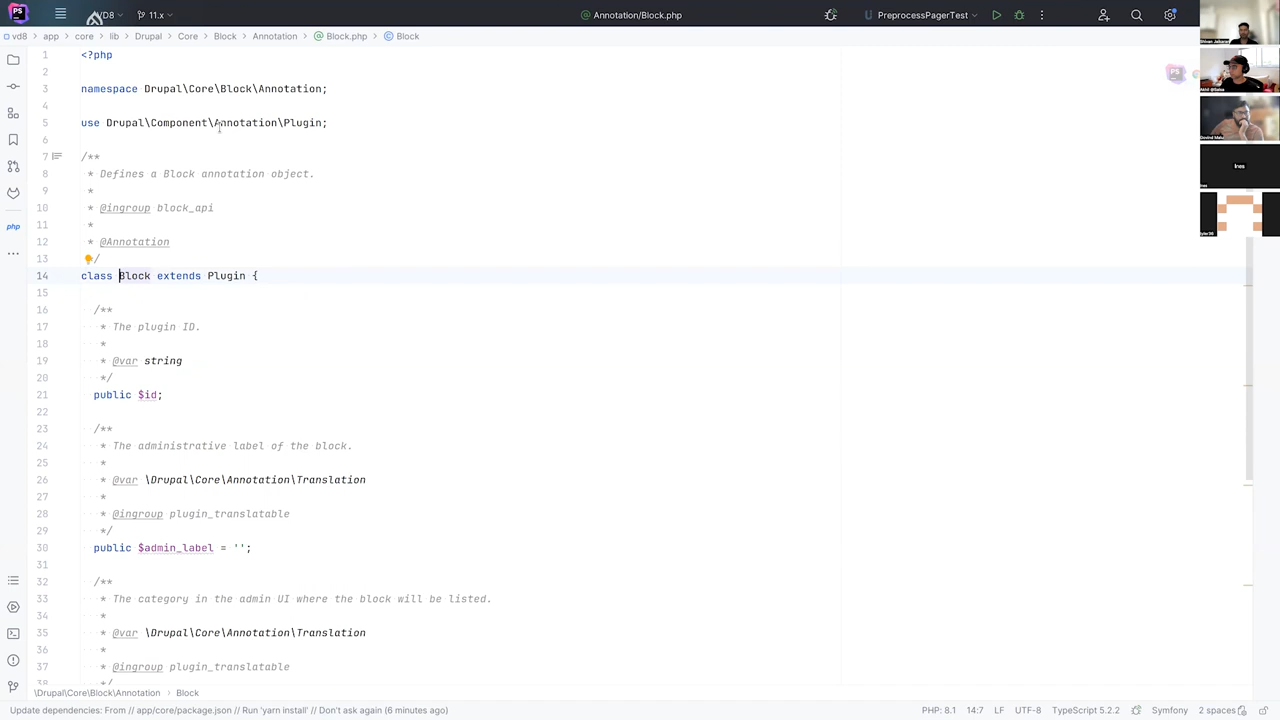 PS VD8 11.x Annotation/Block.php PreprocessPagerTest
vd8 app core lib Drupal Core Block Annotation Block.php Block
1 <?php
2
3 namespace Drupal\Core\Block\Annotation;
4
5 use Drupal\Component\Annotation\Plugin;
6
7 /**
8 * Defines a Block annotation object.
9 *
10 * @ingroup block_api
11 *
12 * @Annotation
13 */
14 class Block extends Plugin {
15
16 /**
17 * The plugin ID.
18 *
19 * @var string
20 */
21 public $id;
22
23 /**
24 * The administrative label of the block.
25 *
26 * @var \Drupal\Core\Annotation\Translation
27 *
28 * @ingroup plugin_translatable
29 */
30 public $admin_label = '';
31
32 /**
33 * The category in the admin UI where the block will be listed.
34 *
35 * @var \Drupal\Core\Annotation\Translation
36 *
37 * @ingroup plugin_translatable
38 */
php
PS
Govind Malu
Ines
Ines
\Drupal\Core\Block\Annotation Block
Update dependencies: From // app/core/package.json // Run 'yarn install' // Don't ask again (6 minutes ago) PHP: 8.1 14:7 LF UTF-8 TypeScript 5.2.2 Symfony 2 spaces